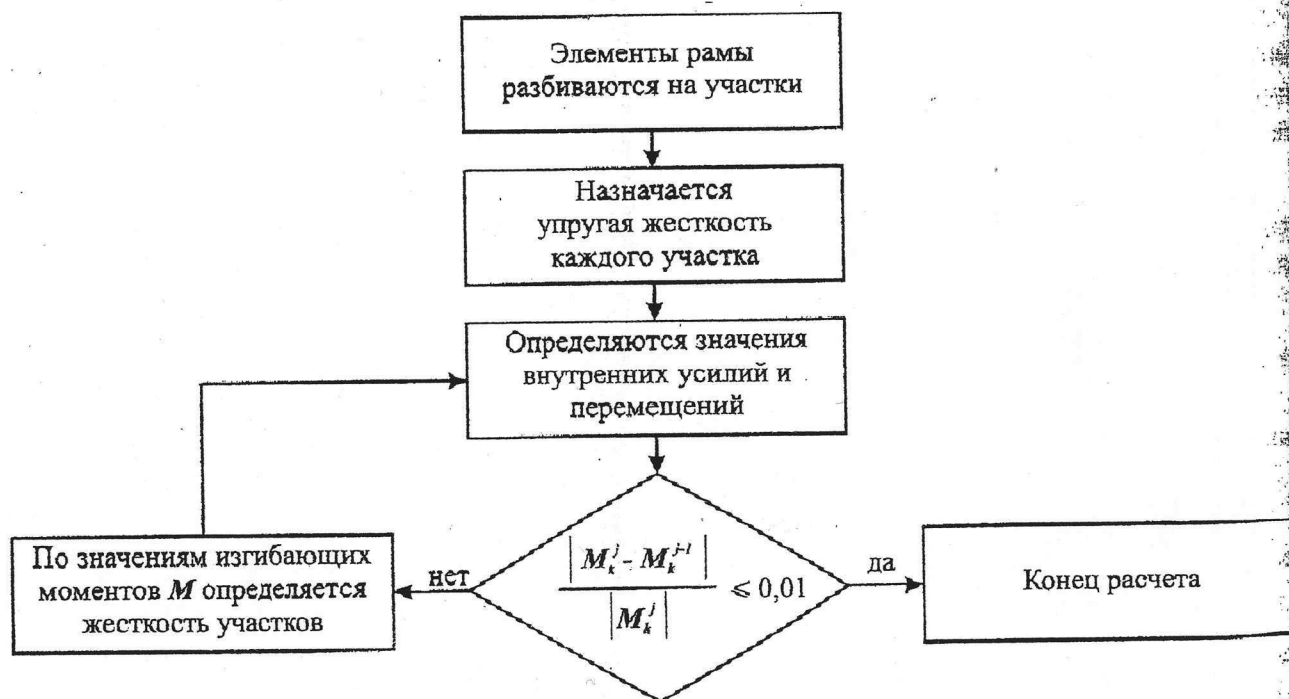 Элементы рамы
разбиваются на участки
Назначается
упругая жесткость
каждого участка
Определяются значения
внутренних усилий и
перемещений
| M_k^j - M_k^{j-1} | / | M_k^j | ≤ 0,01
нет
да
По значениям изгибающих
моментов M определяется
жесткость участков
Конец расчета